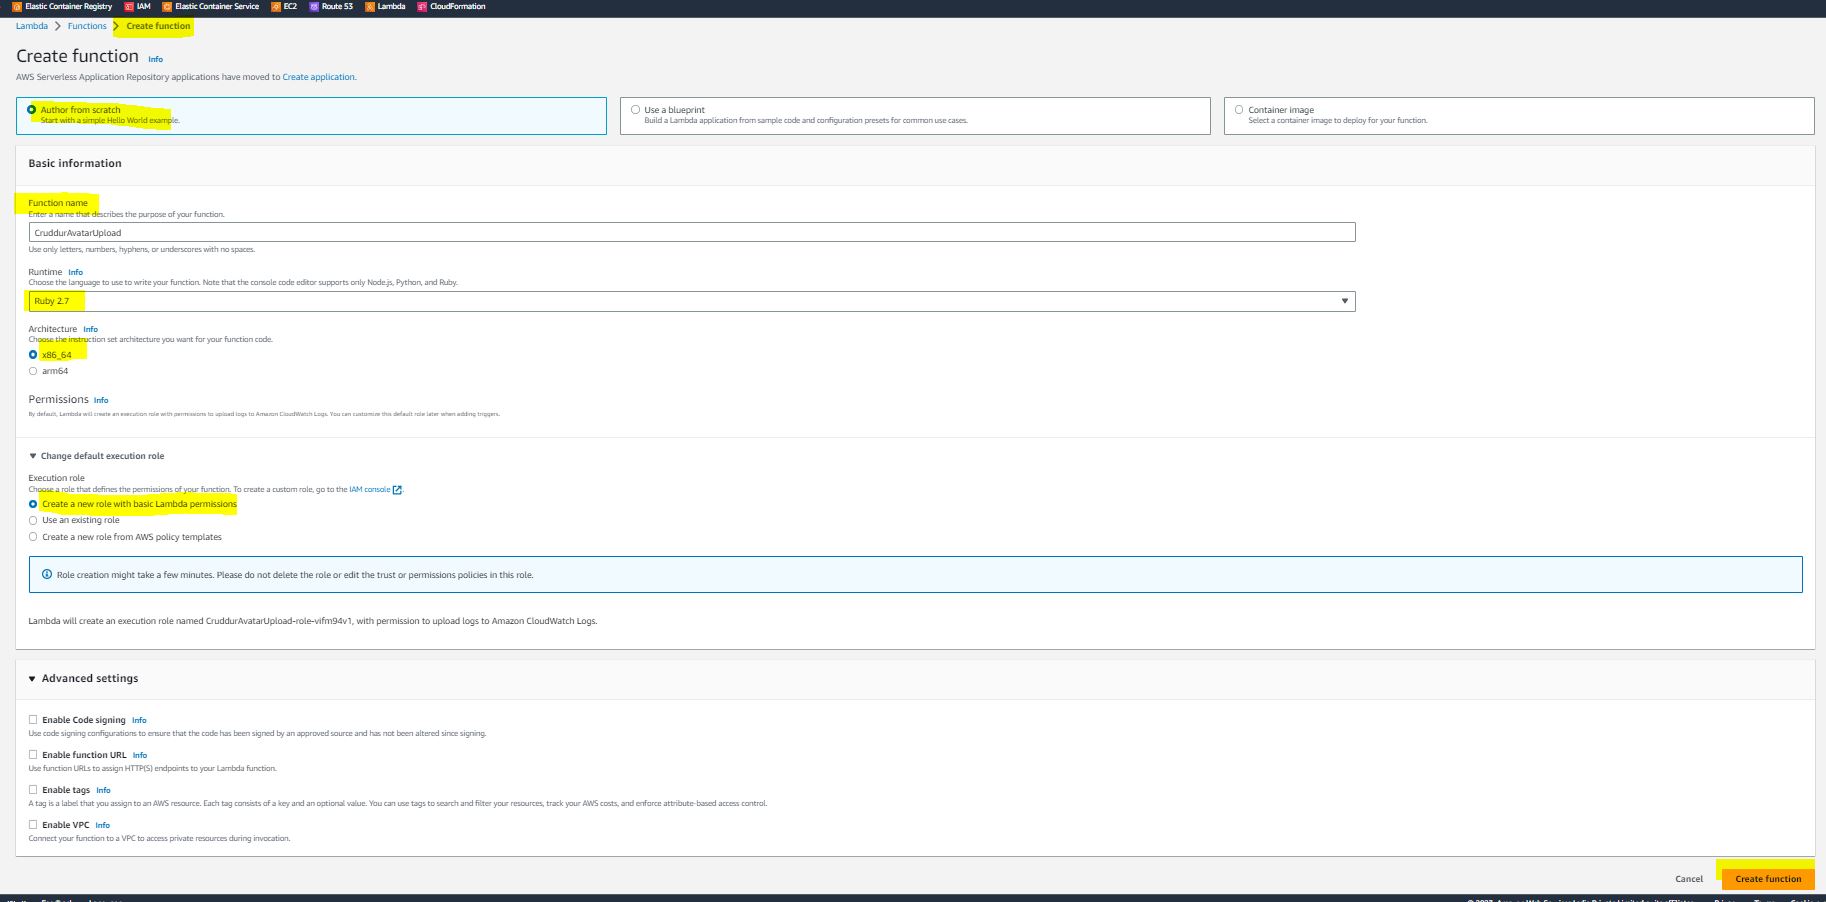 Elastic Container Registry IAM Elastic Container Service EC2 Route 53 Lambda CloudFormation
Lambda Functions Create function
Create function Info
AWS Serverless Application Repository applications have moved to Create application.
Author from scratch
Start with a simple Hello World example.
Use a blueprint
Build a Lambda application from sample code and configuration presets for common use cases.
Container image
Select a container image to deploy for your function.
Basic information
Function name
Enter a name that describes the purpose of your function.
CruddurAvatarUpload
Use only letters, numbers, hyphens, or underscores with no spaces.
Runtime Info
Choose the language to use to write your function. Note that the console code editor supports only Node.js, Python, and Ruby.
Ruby 2.7
Architecture Info
Choose the instruction set architecture you want for your function code.
x86_64
arm64
Permissions Info
By default, Lambda will create an execution role with permissions to upload logs to Amazon CloudWatch Logs. You can customize this default role later when adding triggers.
Change default execution role
Execution role
Choose a role that defines the permissions of your function. To create a custom role, go to the IAM console.
Create a new role with basic Lambda permissions
Use an existing role
Create a new role from AWS policy templates
Role creation might take a few minutes. Please do not delete the role or edit the trust or permissions policies in this role.
Lambda will create an execution role named CruddurAvatarUpload-role-vifm94v1, with permission to upload logs to Amazon CloudWatch Logs.
Advanced settings
Enable Code signing Info
Use code signing configurations to ensure that the code has been signed by an approved source and has not been altered since signing.
Enable function URL Info
Use function URLs to assign HTTP(S) endpoints to your Lambda function.
Enable tags Info
A tag is a label that you assign to an AWS resource. Each tag consists of a key and an optional value. You can use tags to search and filter your resources, track your AWS costs, and enforce attribute-based access control.
Enable VPC Info
Connect your function to a VPC to access private resources during invocation.
Cancel Create function